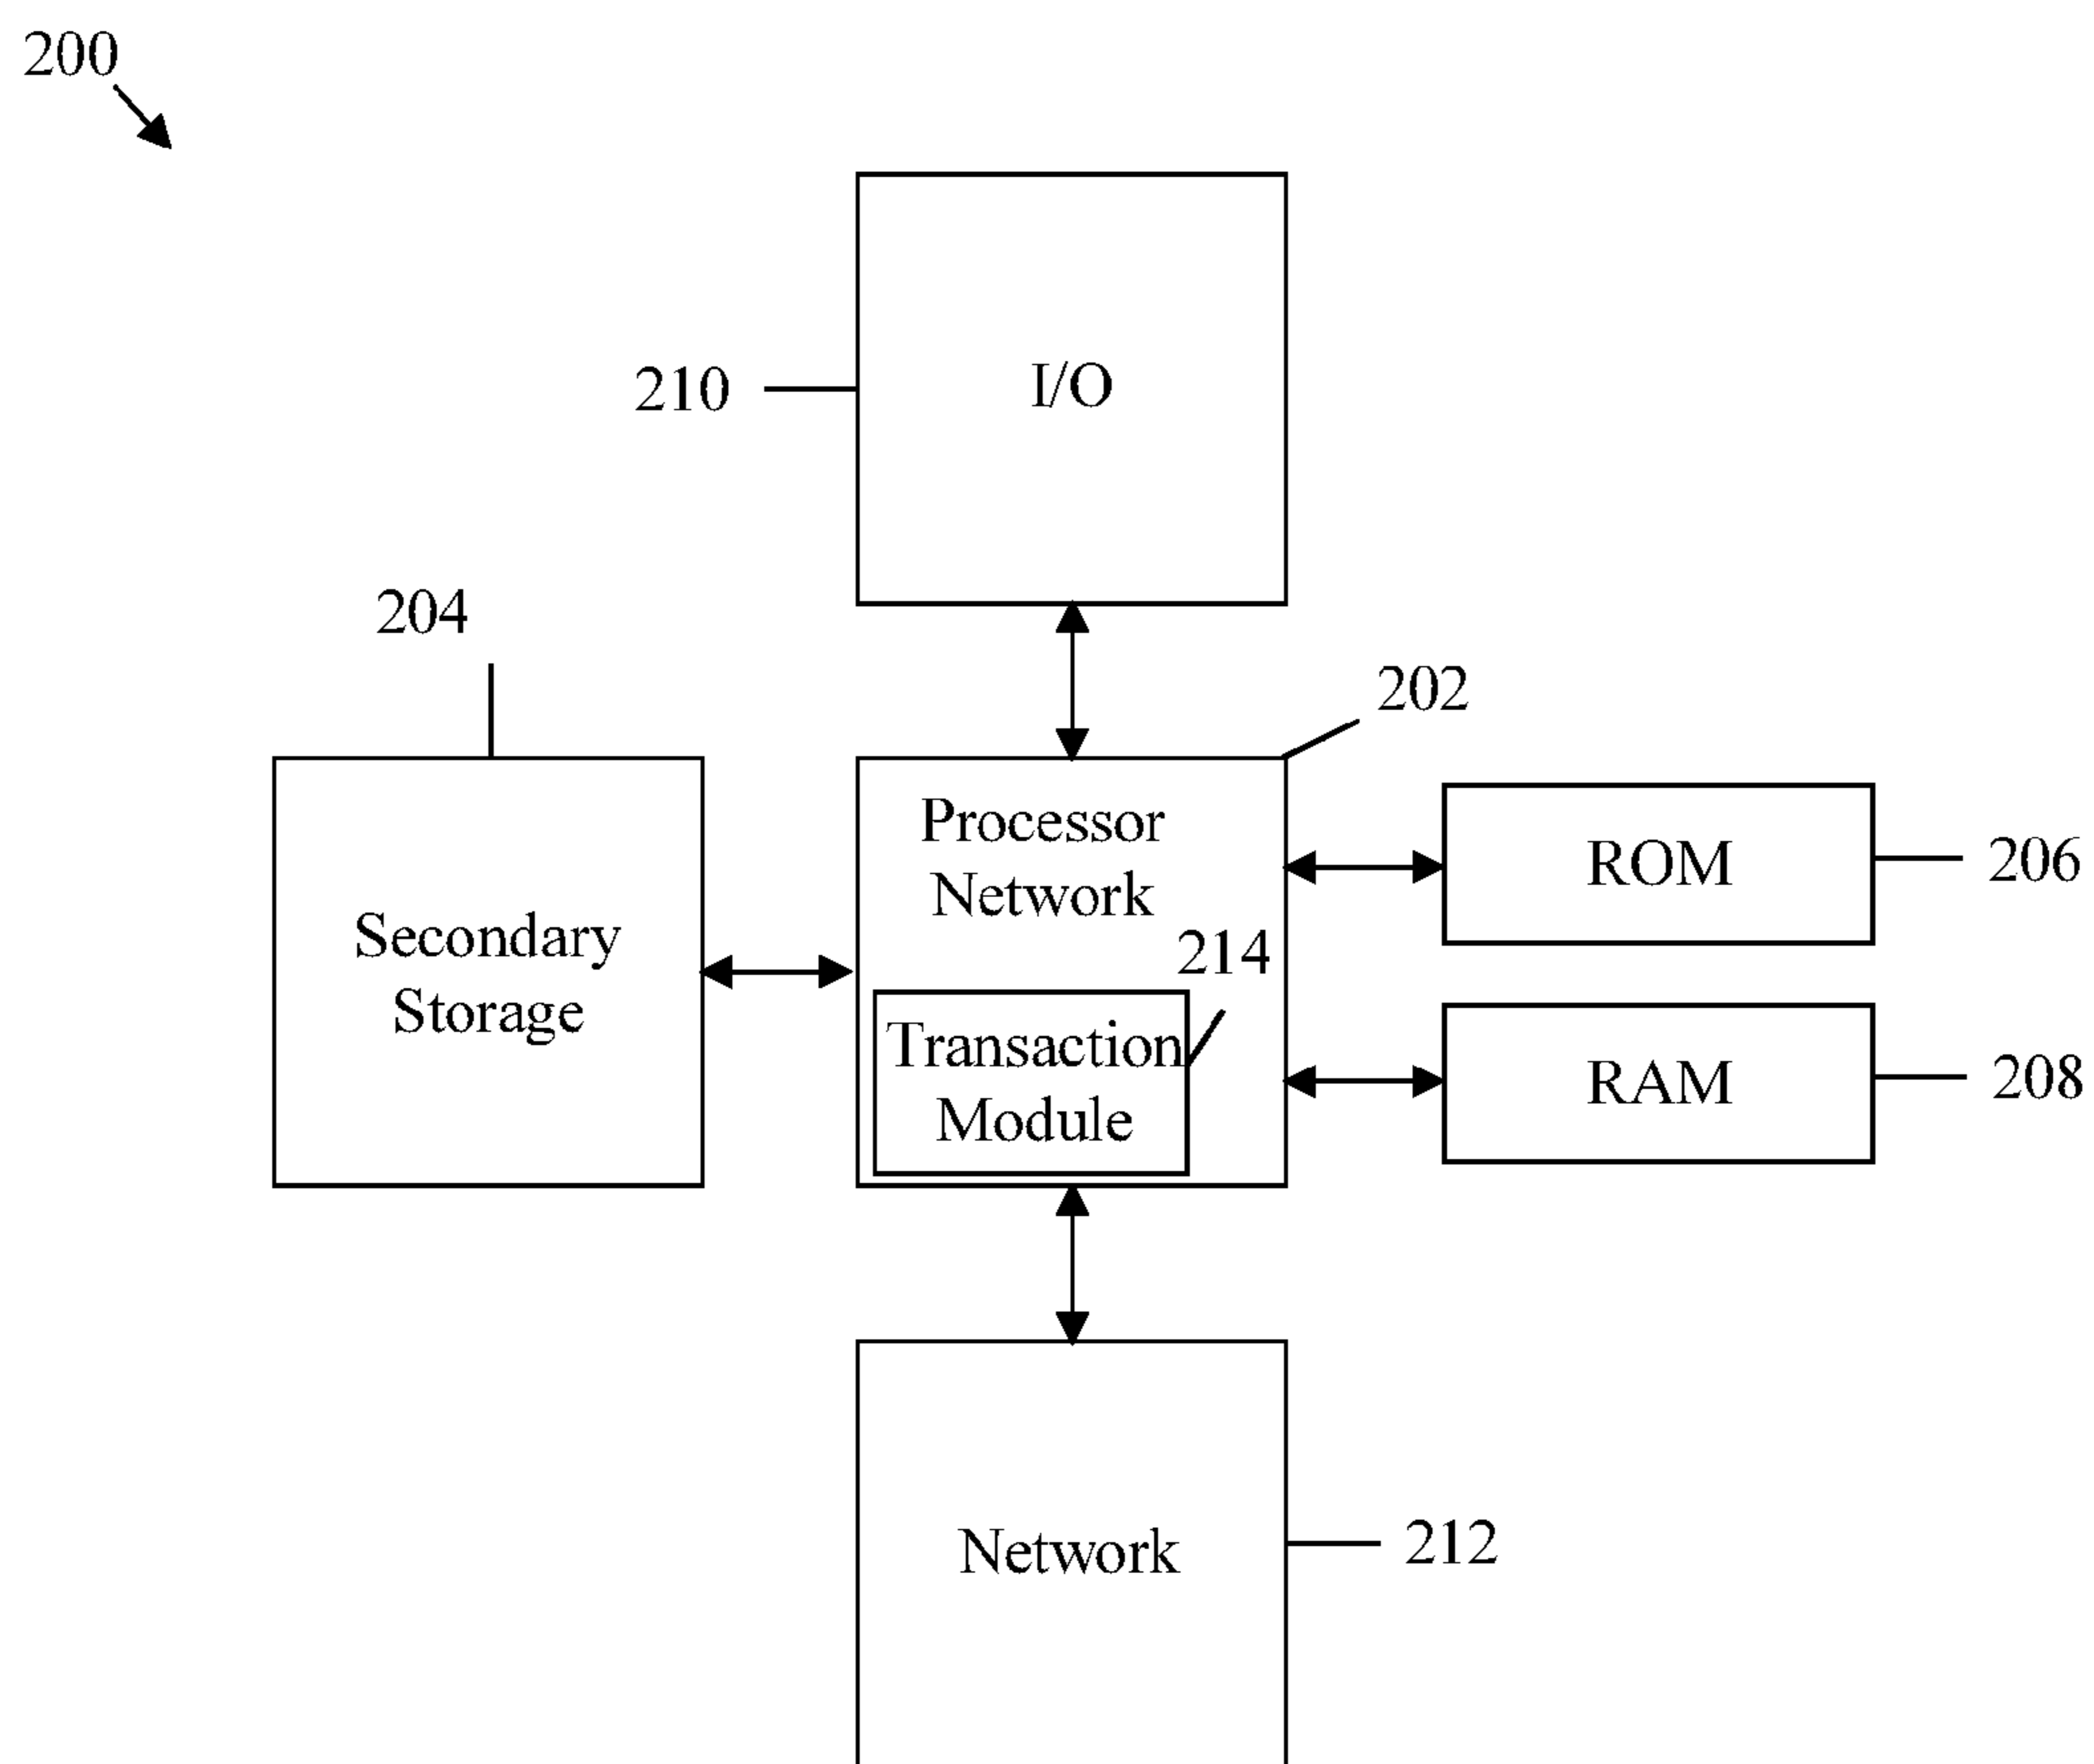 200
I/O
210
204
202
Processor
Network
ROM
206
Secondary
Storage
214
Transaction
Module
RAM
208
Network
212